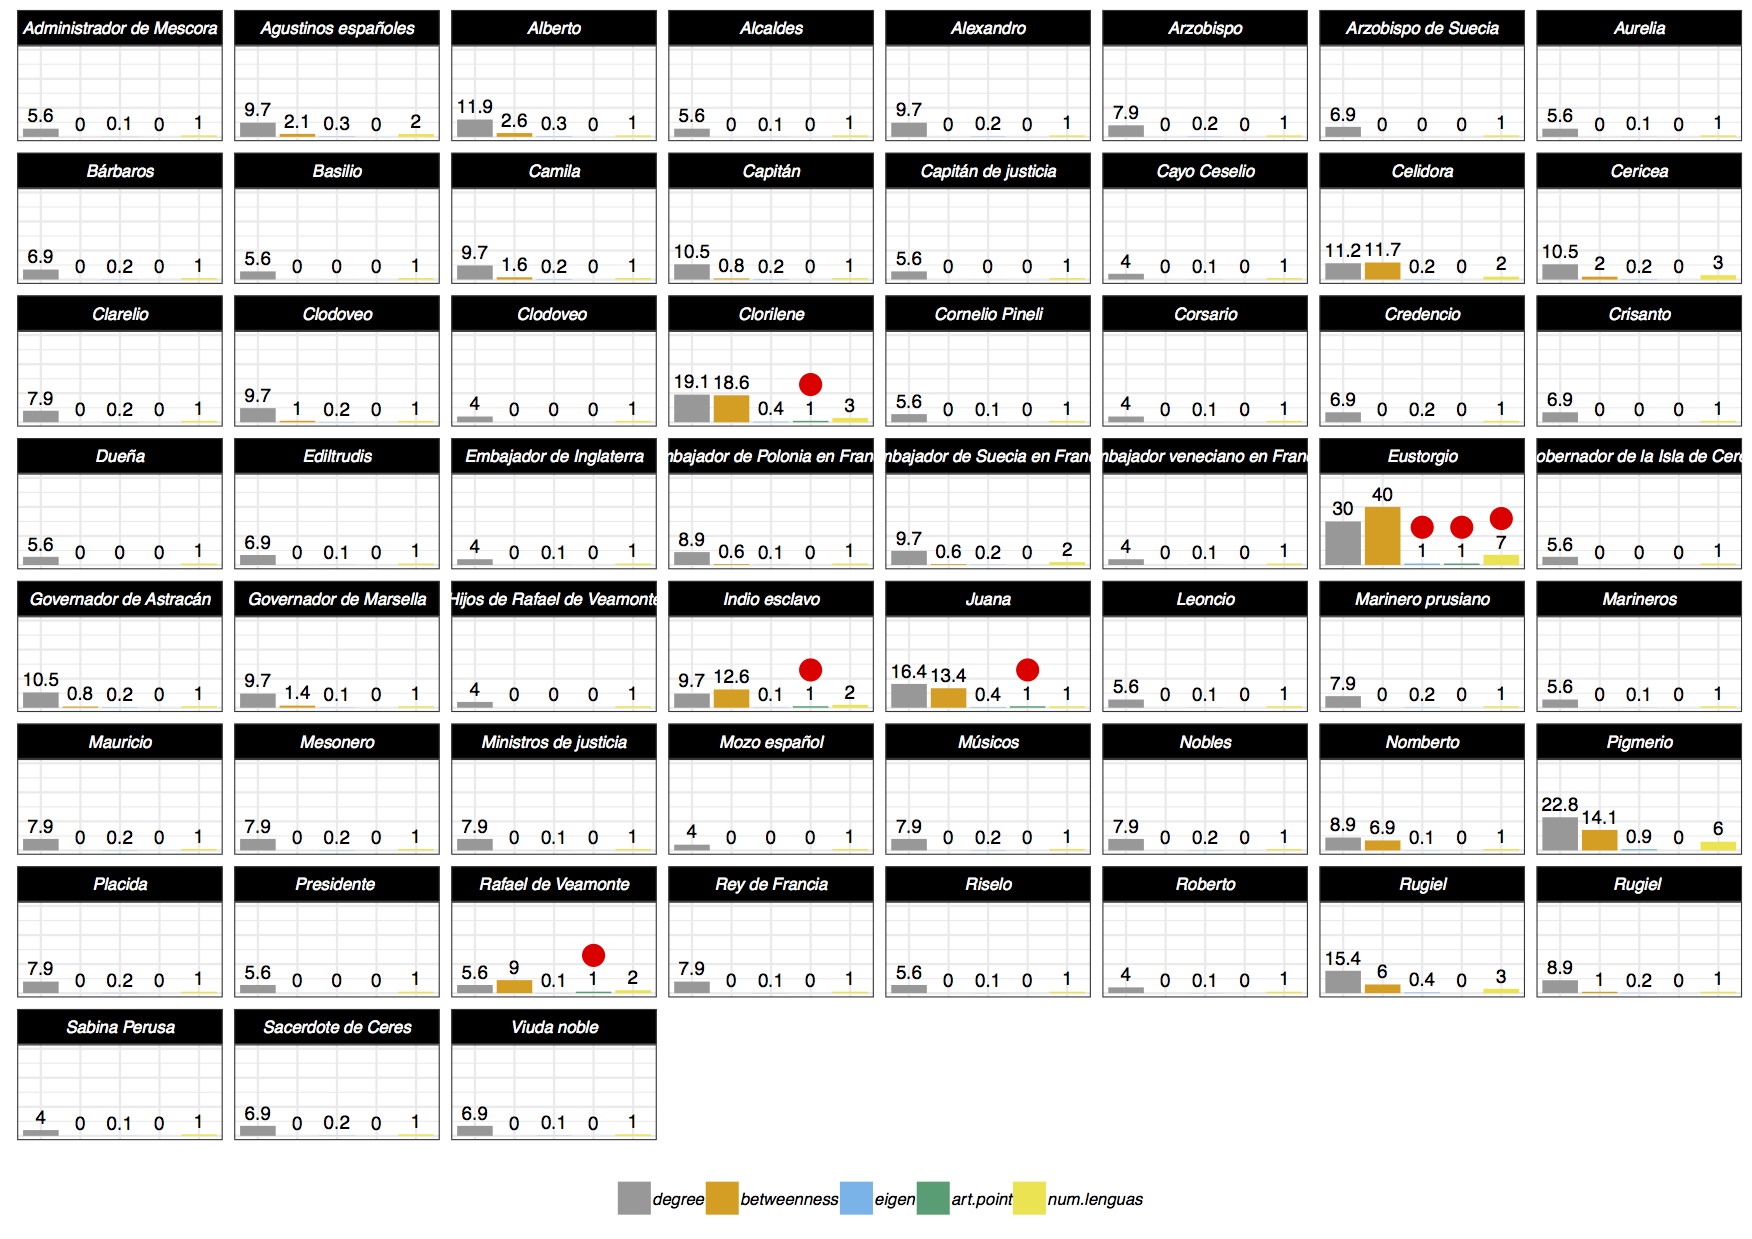 Administrador de Mescora Agustinos españoles Alberto Alcaldes Alexandro Arzobispo Arzobispo de Suecia Aurelia
5.6 0 0.1 0 1 9.7 2.1 0.3 0 2 11.9 2.6 0.3 0 1 5.6 0 0.1 0 1 9.7 0 0.2 0 1 7.9 0 0.2 0 1 6.9 0 0 0 1 5.6 0 0.1 0 1
Bárbaros Basilio Camila Capitán Capitán de justicia Cayo Ceselio Celidora Cericea
6.9 0 0.2 0 1 5.6 0 0 0 1 9.7 1.6 0.2 0 1 10.5 0.8 0.2 0 1 5.6 0 0 0 1 4 0 0.1 0 1 11.2 11.7 0.2 0 2 10.5 2 0.2 0 3
Clarelio Clodoveo Clodoveo Clorilene Cornelio Pineli Corsario Credencio Crisanto
7.9 0 0.2 0 1 9.7 1 0.2 0 1 4 0 0 0 1 19.1 18.6 0.4 1 3 5.6 0 0.1 0 1 4 0 0.1 0 1 6.9 0 0.2 0 1 6.9 0 0 0 1
Dueña Ediltrudis Embajador de Inglaterra nbajador de Polonia en Fran nbajador de Suecia en Franc nbajador veneciano en Franc Eustorgio obernador de la Isla de Cere
5.6 0 0 0 1 6.9 0 0.1 0 1 4 0 0.1 0 1 8.9 0.6 0.1 0 1 9.7 0.6 0.2 0 2 4 0 0.1 0 1 30 40 1 1 7 5.6 0 0 0 1
Governador de Astracán Governador de Marsella Hijos de Rafael de Veamonte Indio esclavo Juana Leoncio Marinero prusiano Marineros
10.5 0.8 0.2 0 1 9.7 1.4 0.1 0 1 4 0 0 0 1 9.7 12.6 0.1 1 2 16.4 13.4 0.4 1 1 5.6 0 0.1 0 1 7.9 0 0.2 0 1 5.6 0 0.1 0 1
Mauricio Mesonero Ministros de justicia Mozo español Músicos Nobles Nomberto Pigmerio
7.9 0 0.2 0 1 7.9 0 0.2 0 1 7.9 0 0.1 0 1 4 0 0 0 1 7.9 0 0.2 0 1 7.9 0 0.2 0 1 8.9 6.9 0.1 0 1 22.8 14.1 0.9 0 6
Placida Presidente Rafael de Veamonte Rey de Francia Riselo Roberto Rugiel Rugiel
7.9 0 0.2 0 1 5.6 0 0 0 1 5.6 9 0.1 1 2 7.9 0 0.1 0 1 5.6 0 0.1 0 1 4 0 0.1 0 1 15.4 6 0.4 0 3 8.9 1 0.2 0 1
Sabina Perusa Sacerdote de Ceres Viuda noble
4 0 0.1 0 1 6.9 0 0.2 0 1 6.9 0 0.1 0 1
degree betweenness eigen art.point num.lenguas